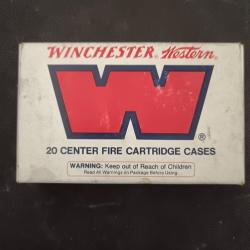 WINCHESTER® Western®
W®
20 CENTER FIRE CARTRIDGE CASES
WARNING: Keep out of Reach of Children
Read All Warnings on Package Before Using.